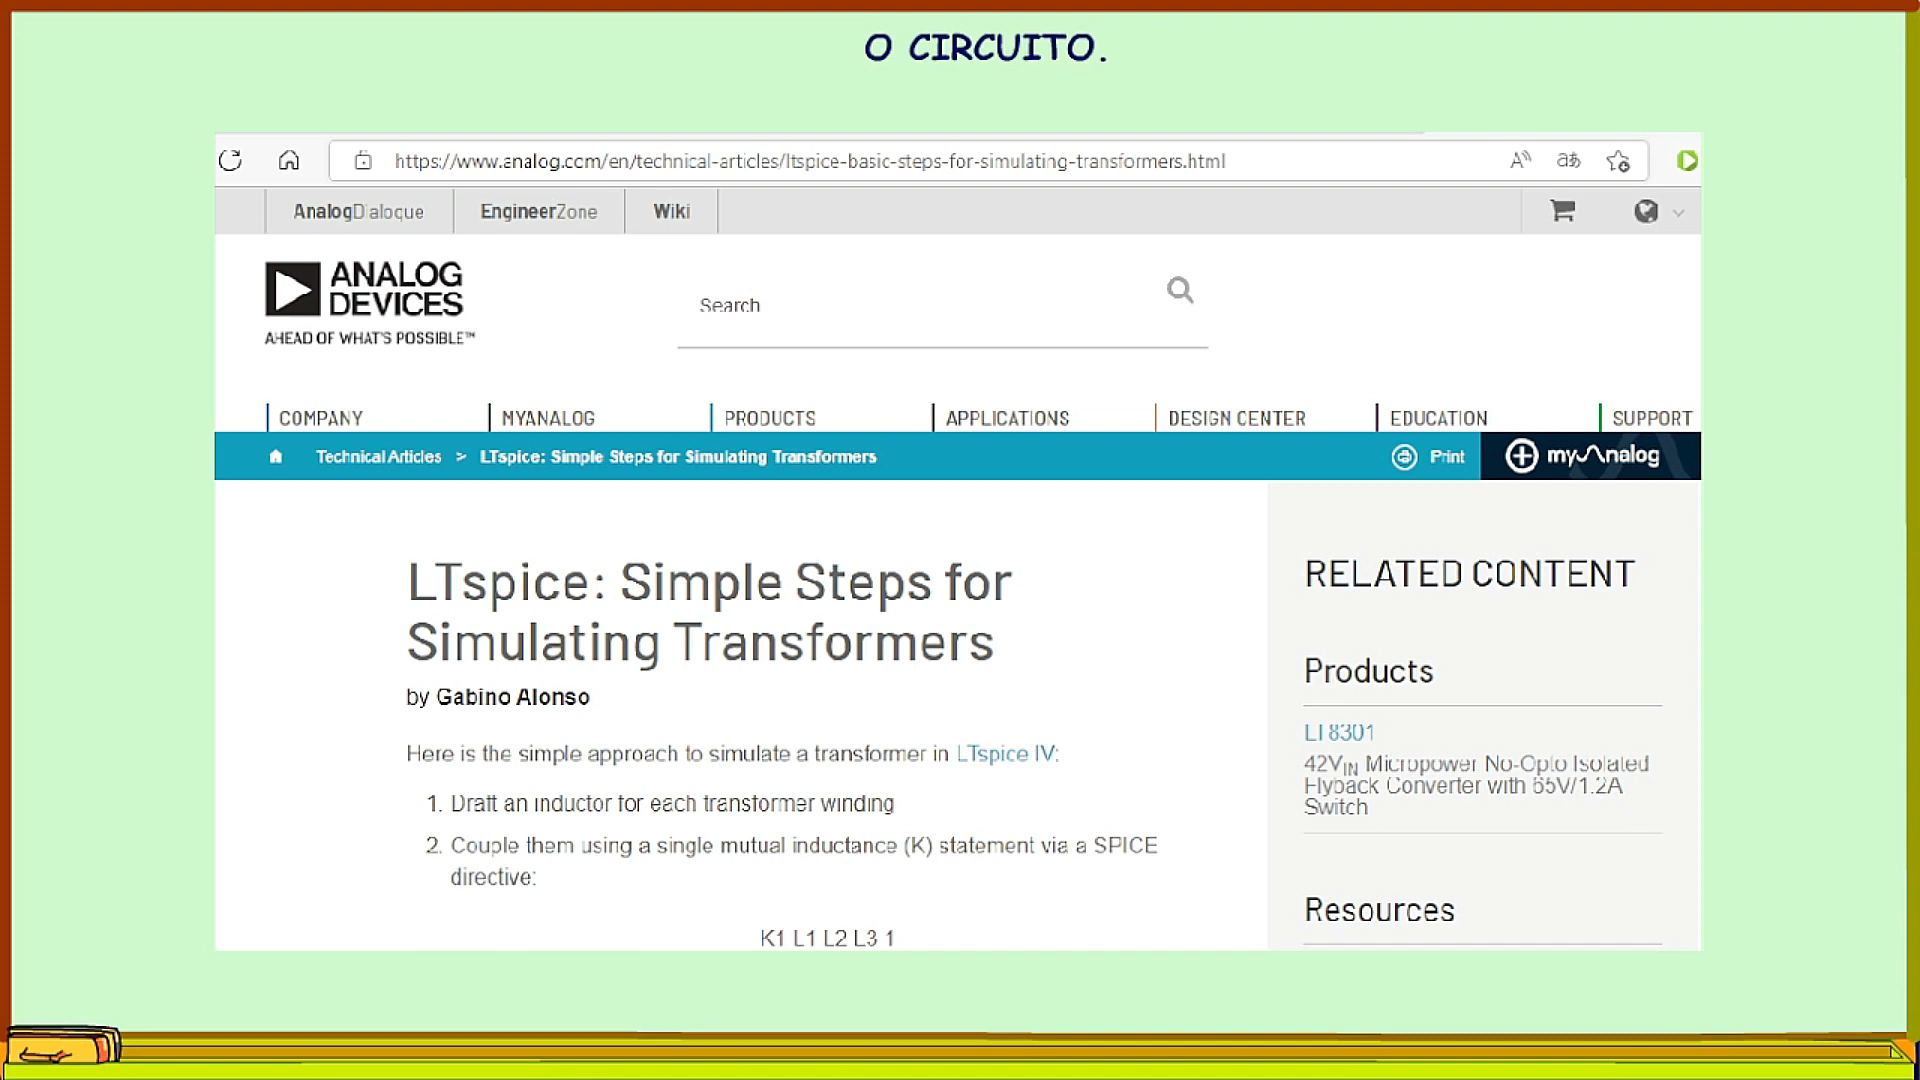 O CIRCUITO.
https://www.analog.com/en/technical-articles/ltspice-basic-steps-for-simulating-transformers.html
AnalogDialogue EngineerZone Wiki
ANALOG
DEVICES
AHEAD OF WHAT'S POSSIBLE™
Search
COMPANY MYANALOG PRODUCTS APPLICATIONS DESIGN CENTER EDUCATION SUPPORT
Technical Articles > LTspice: Simple Steps for Simulating Transformers Print myAnalog
LTspice: Simple Steps for
Simulating Transformers
by Gabino Alonso
Here is the simple approach to simulate a transformer in LTspice IV:
1. Draft an inductor for each transformer winding
2. Couple them using a single mutual inductance (K) statement via a SPICE
directive:
K1 L1 L2 L3 1
RELATED CONTENT
Products
LT8301
42VIN Micropower No-Opto Isolated
Flyback Converter with 65V/1.2A
Switch
Resources